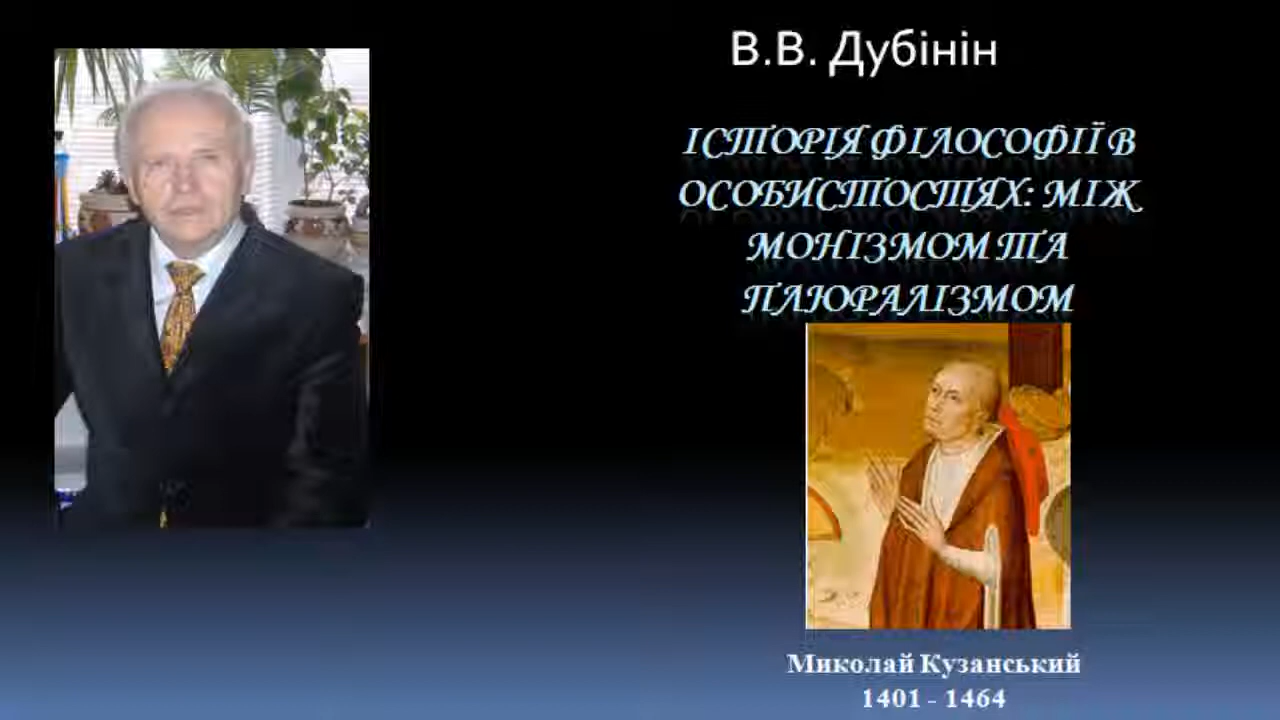 В.В. Дубінін
ІСТОРІЯ ФІЛОСОФІЇ В
ОСОБИСТОСТЯХ: МІЖ
МОНІЗМОМ ТА
ПЛЮРАЛІЗМОМ
Миколай Кузанський
1401 - 1464